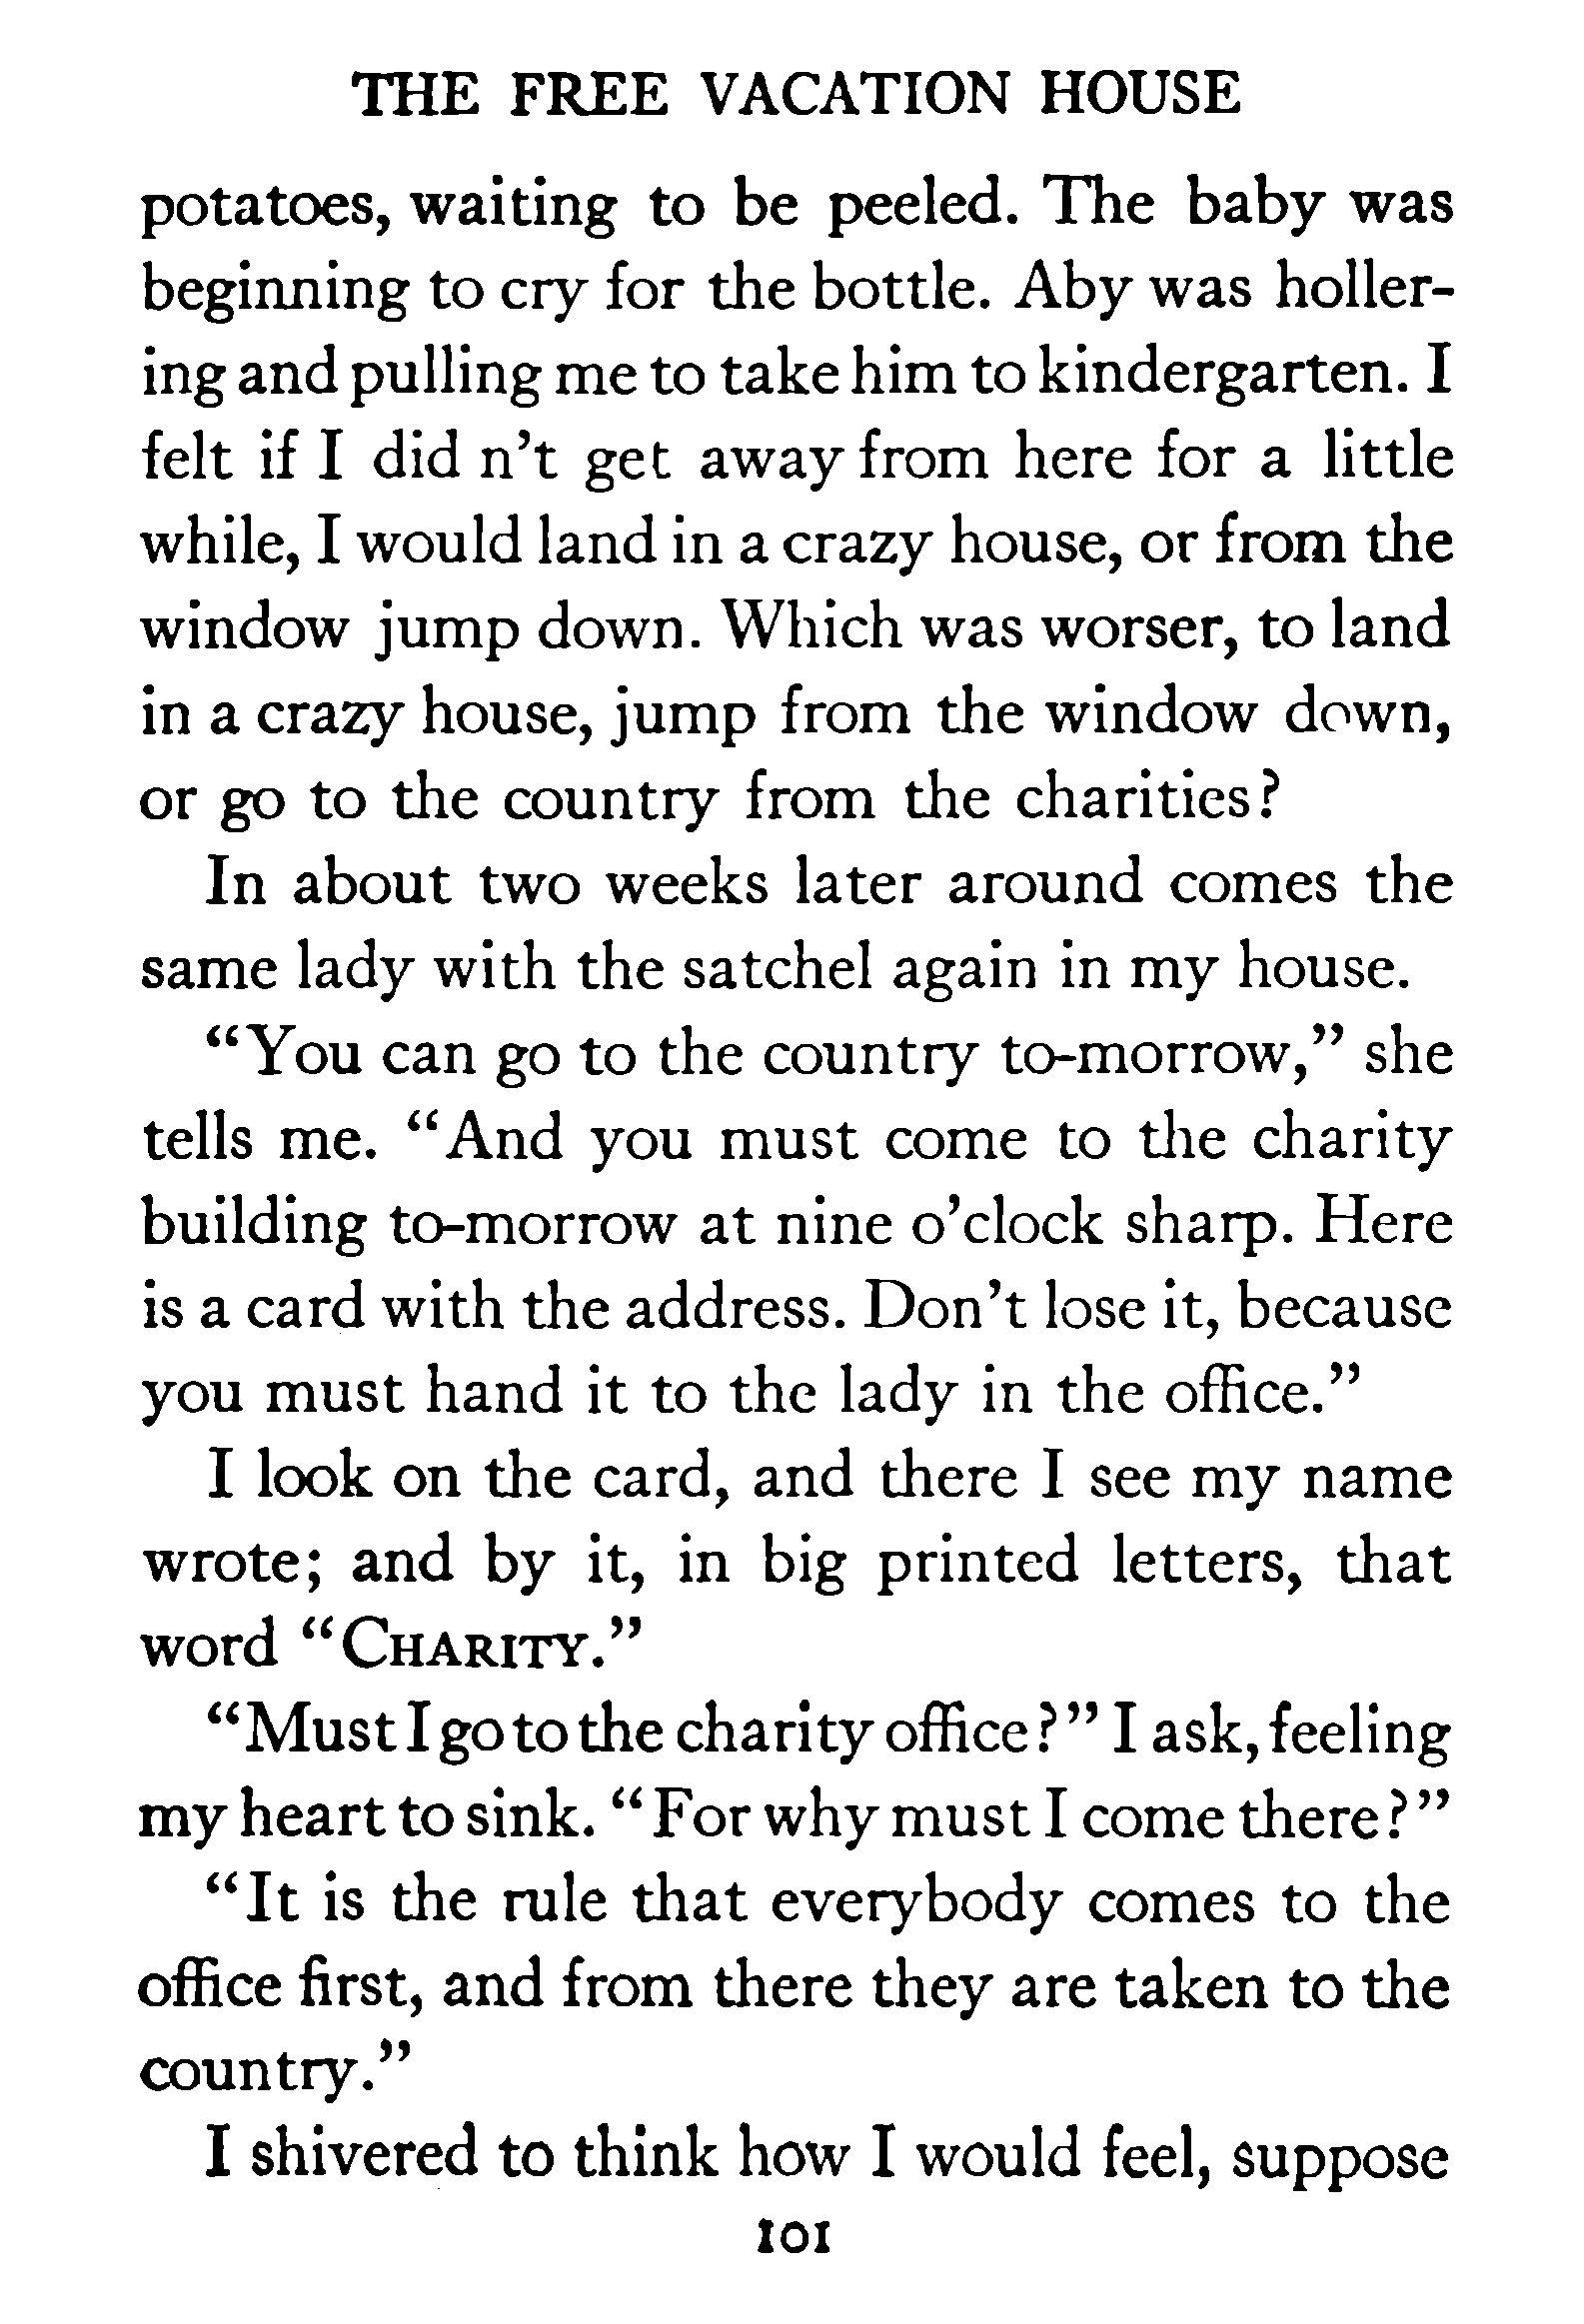 THE FREE VACATION HOUSE
potatoes, waiting to be peeled. The baby was
beginning to cry for the bottle. Aby was holler-
ing and pulling me to take him to kindergarten. I
felt if I did n't get away from here for a little
while, I would land in a crazy house, or from the
window jump down. Which was worser, to land
in a crazy house, jump from the window down,
or go to the country from the charities?
In about two weeks later around comes the
same lady with the satchel again in my house.
“You can go to the country to-morrow,” she
tells me. “And you must come to the charity
building to-morrow at nine o'clock sharp. Here
is a card with the address. Don't lose it, because
you must hand it to the lady in the office.”
I look on the card, and there I see my name
wrote; and by it, in big printed letters, that
word “CHARITY.”
“Must I go to the charity office?” I ask, feeling
my heart to sink. “For why must I come there?”
“It is the rule that everybody comes to the
office first, and from there they are taken to the
country.”
I shivered to think how I would feel, suppose
101